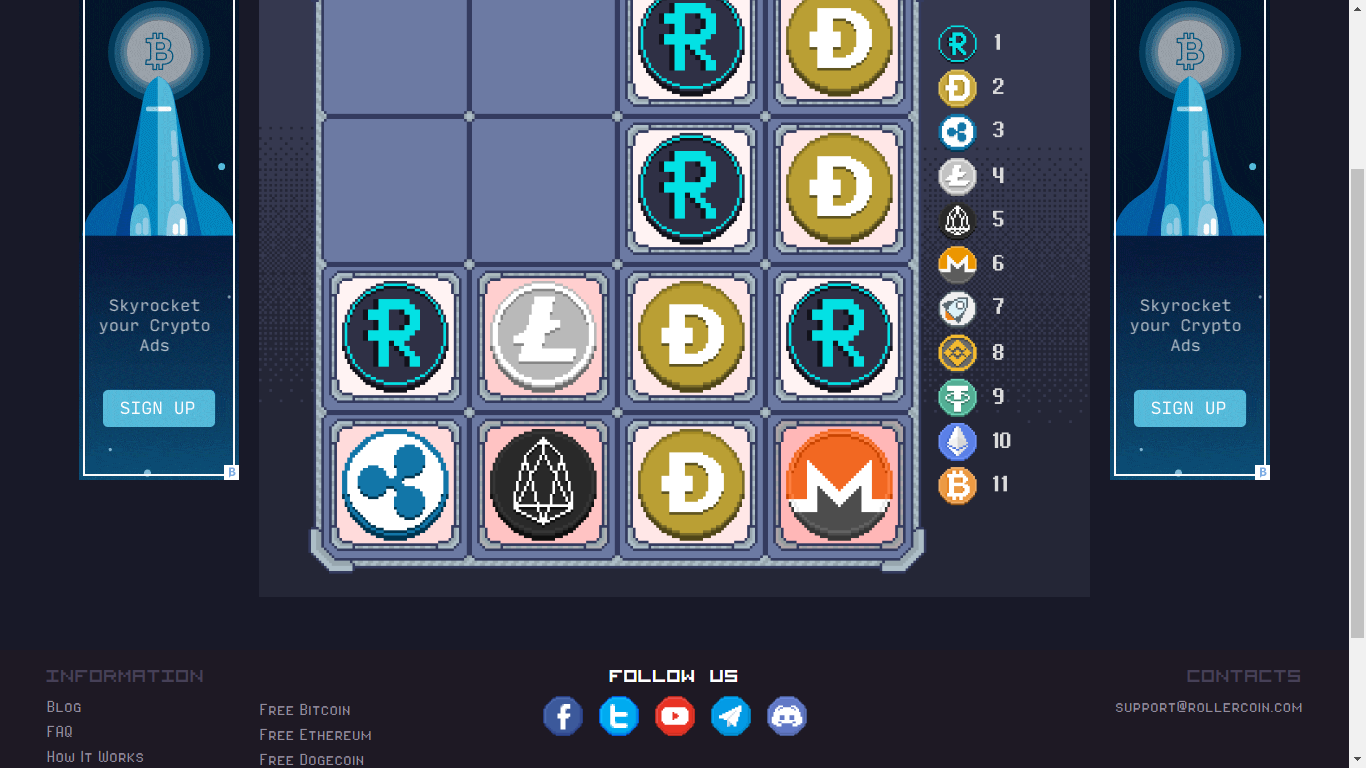 1
2
3
4
5
6
7
8
9
10
11
Skyrocket
your Crypto
Ads
SIGN UP
Skyrocket
your Crypto
Ads
SIGN UP
INFORMATION
Blog
FAQ
How It Works
Free Bitcoin
Free Ethereum
Free Dogecoin
FOLLOW US
CONTACTS
support@rollercoin.com